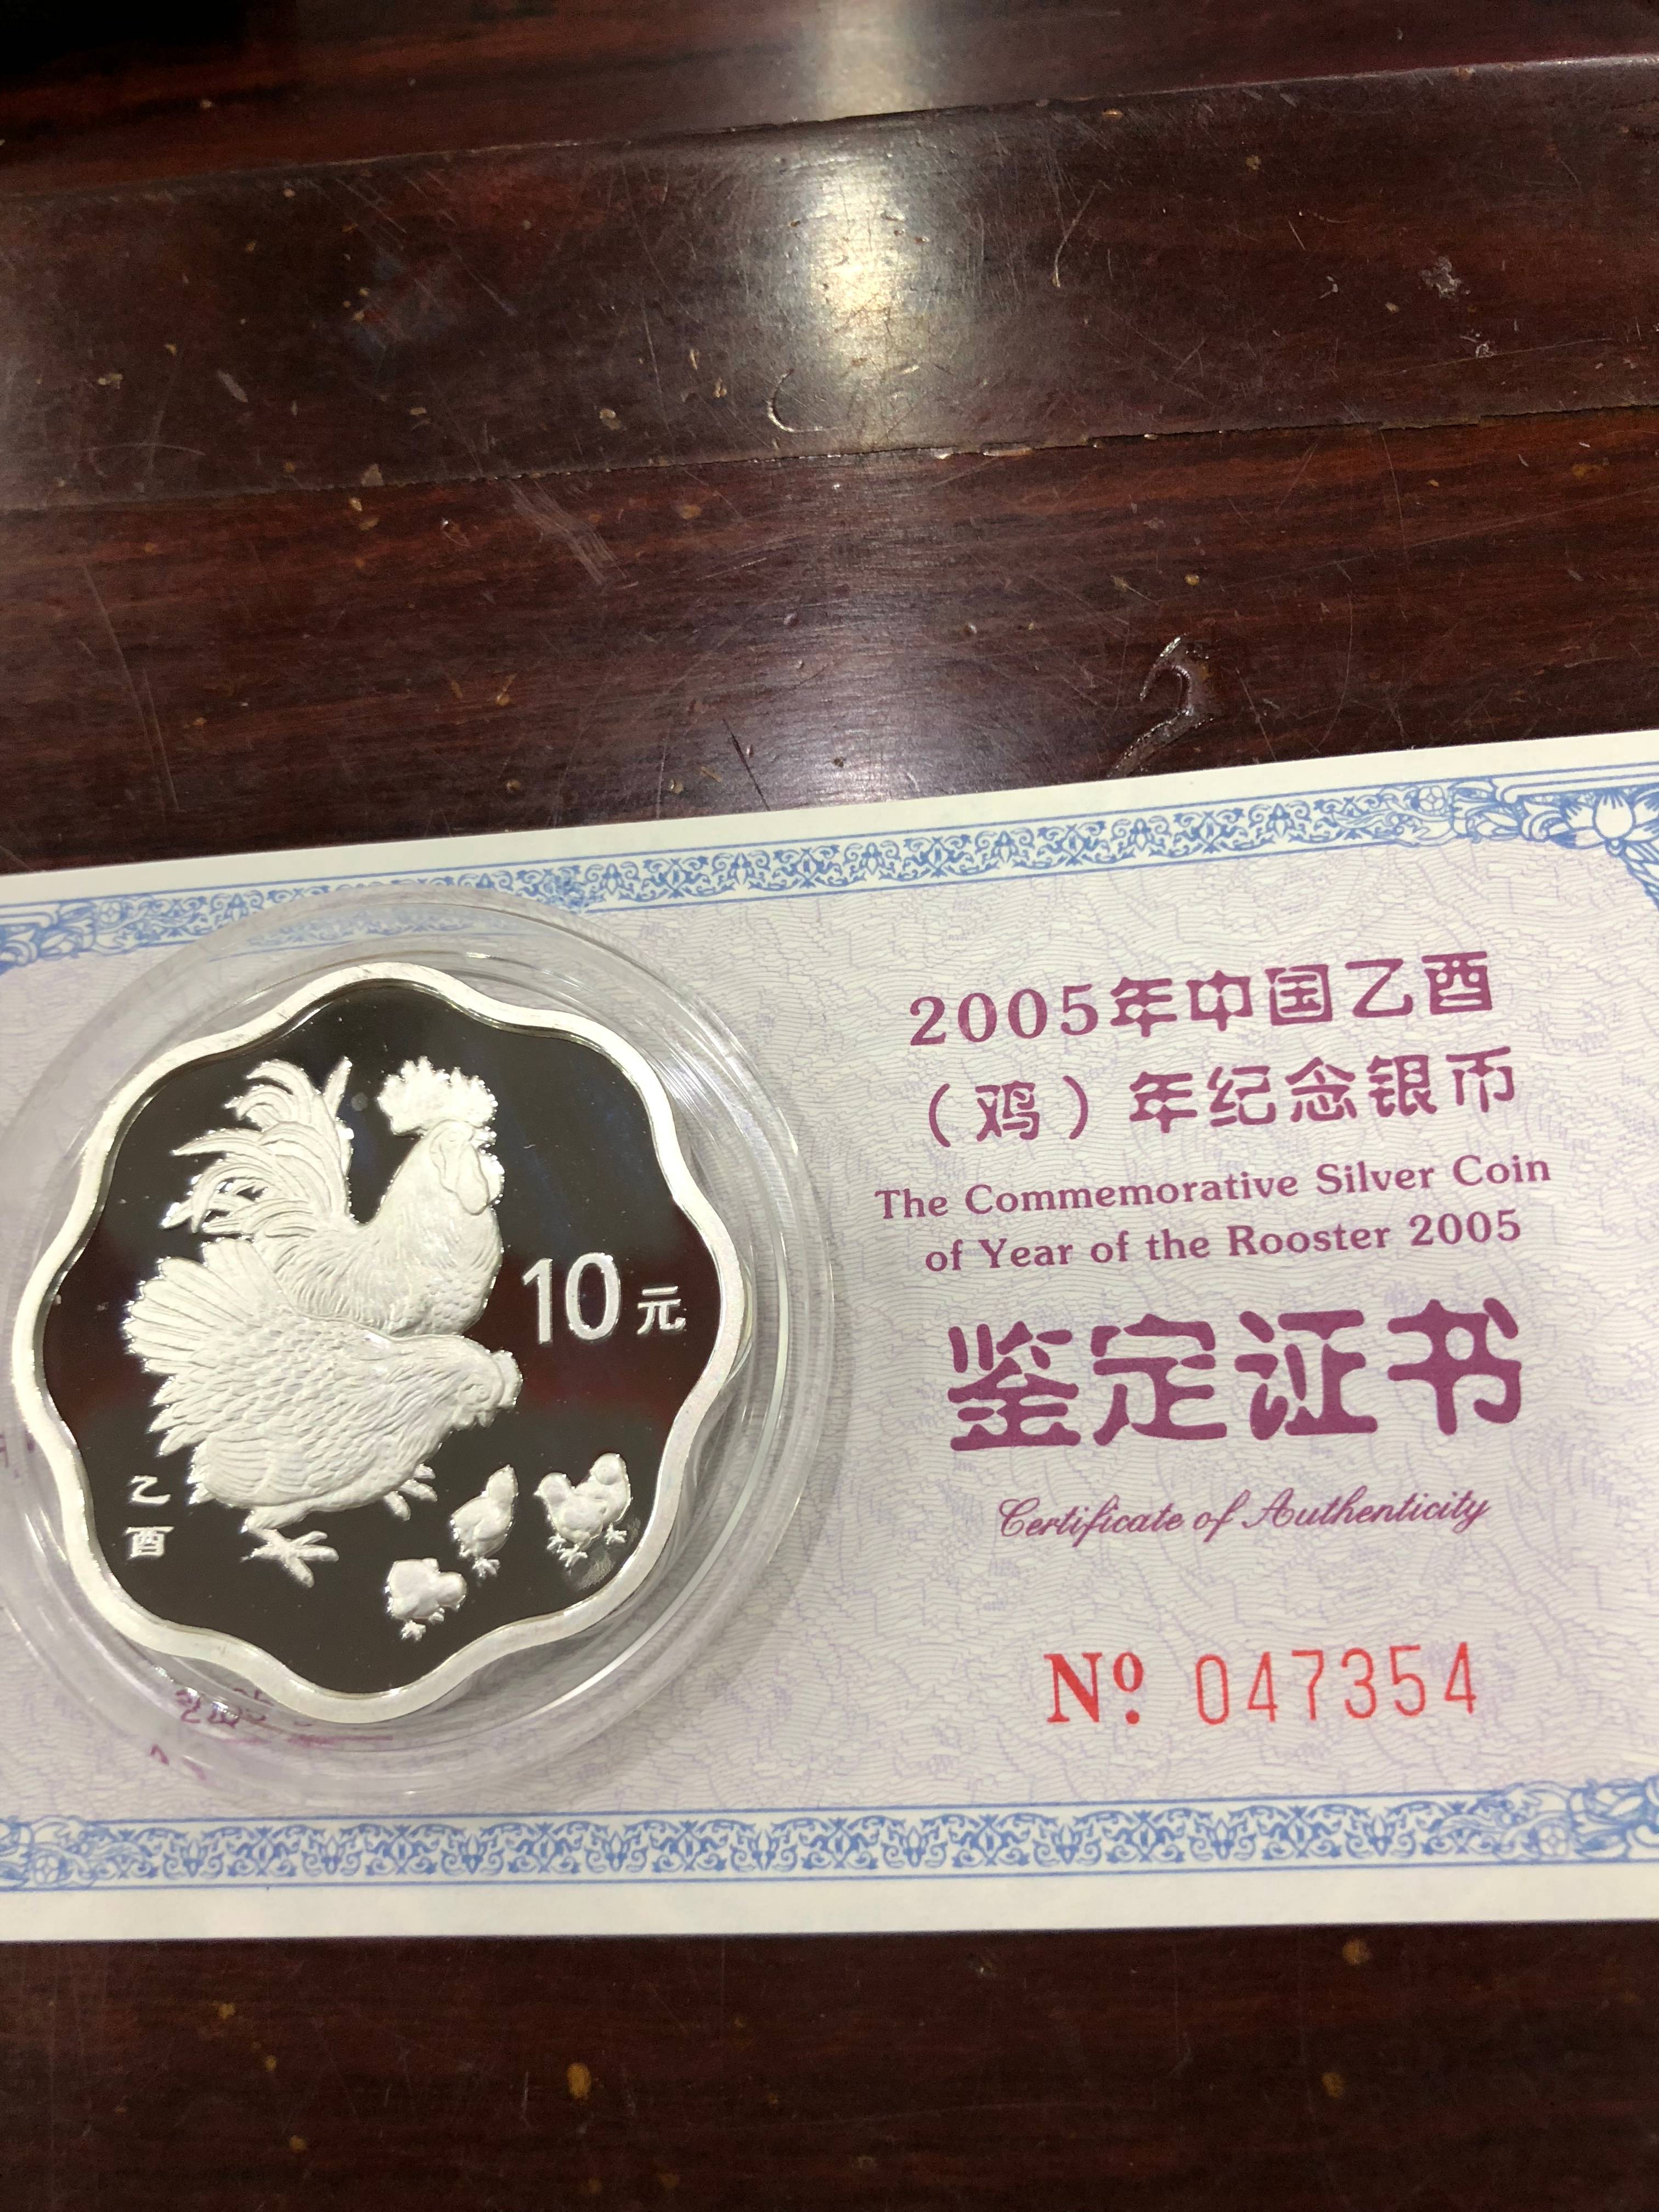 2005年中国乙酉
（鸡）年纪念银币
The Commemorative Silver Coin
of Year of the Rooster 2005
鉴定证书
Certificate of Authenticity
Nº 047354
10元
乙
酉